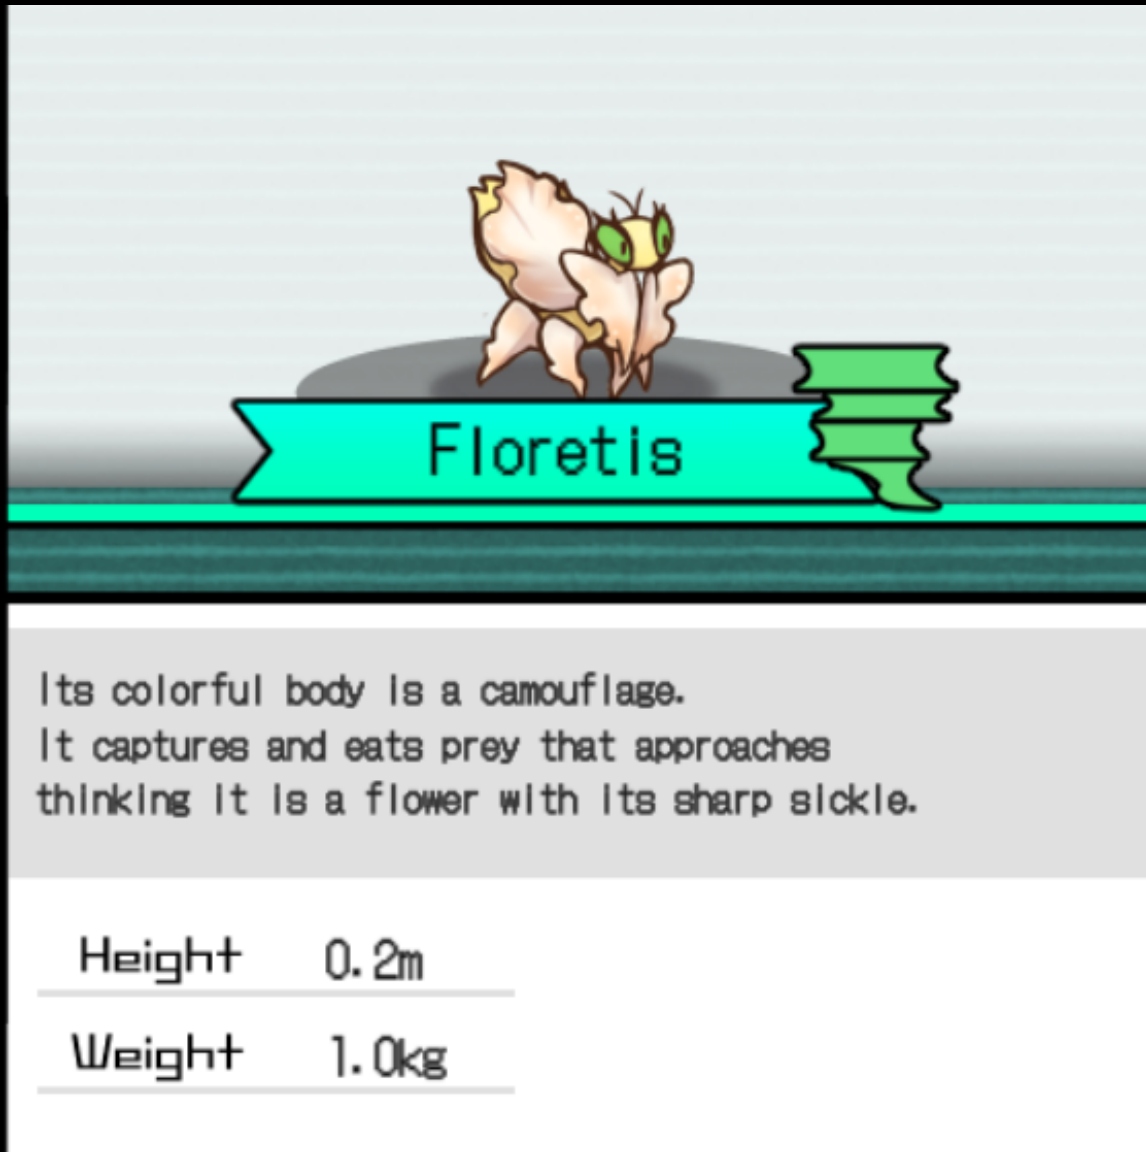 Floretis
Its colorful body is a camouflage.
It captures and eats prey that approaches
thinking it is a flower with its sharp sickle.
Height 0.2m
Weight 1.0kg